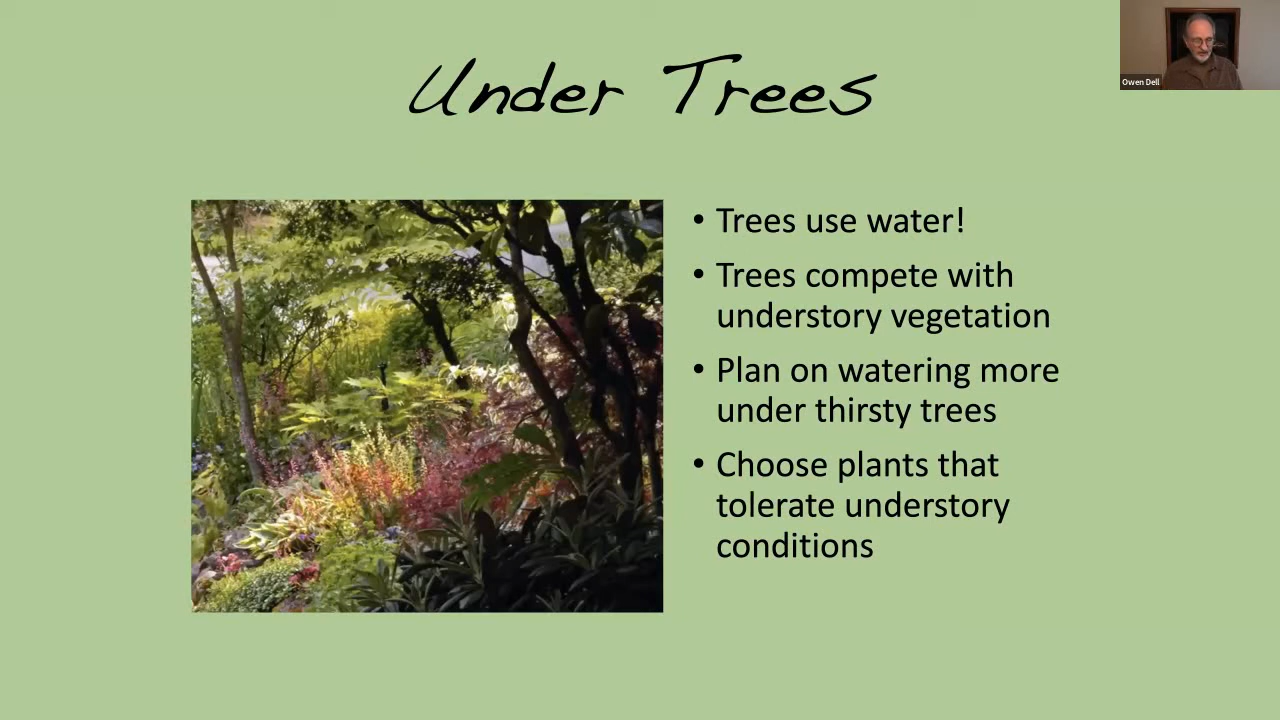 Under Trees
Owen Dell
• Trees use water!
• Trees compete with
understory vegetation
• Plan on watering more
under thirsty trees
• Choose plants that
tolerate understory
conditions